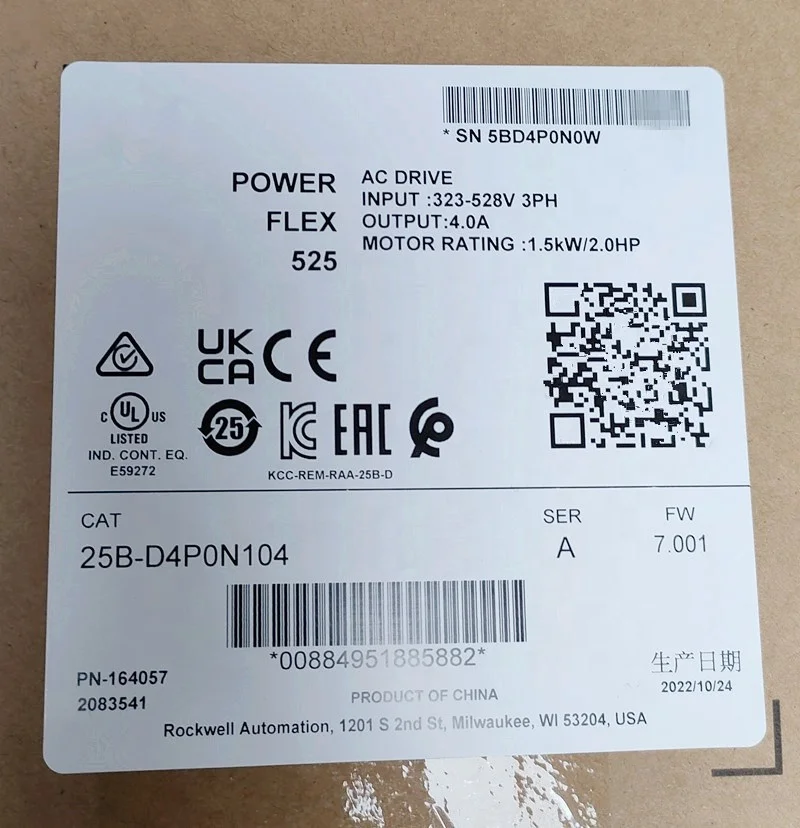 * SN 5BD4P0N0W
POWER
FLEX
525
AC DRIVE
INPUT :323-528V 3PH
OUTPUT:4.0A
MOTOR RATING :1.5kW/2.0HP
UK
CA CE
C UL US
LISTED
IND. CONT. EQ.
E59272
25
KC EAC
KCC-REM-RAA-25B-D
CAT
25B-D4P0N104
SER
A
FW
7.001
*00884951885882*
PN-164057
2083541
PRODUCT OF CHINA
生产日期
2022/10/24
Rockwell Automation, 1201 S 2nd St, Milwaukee, WI 53204, USA